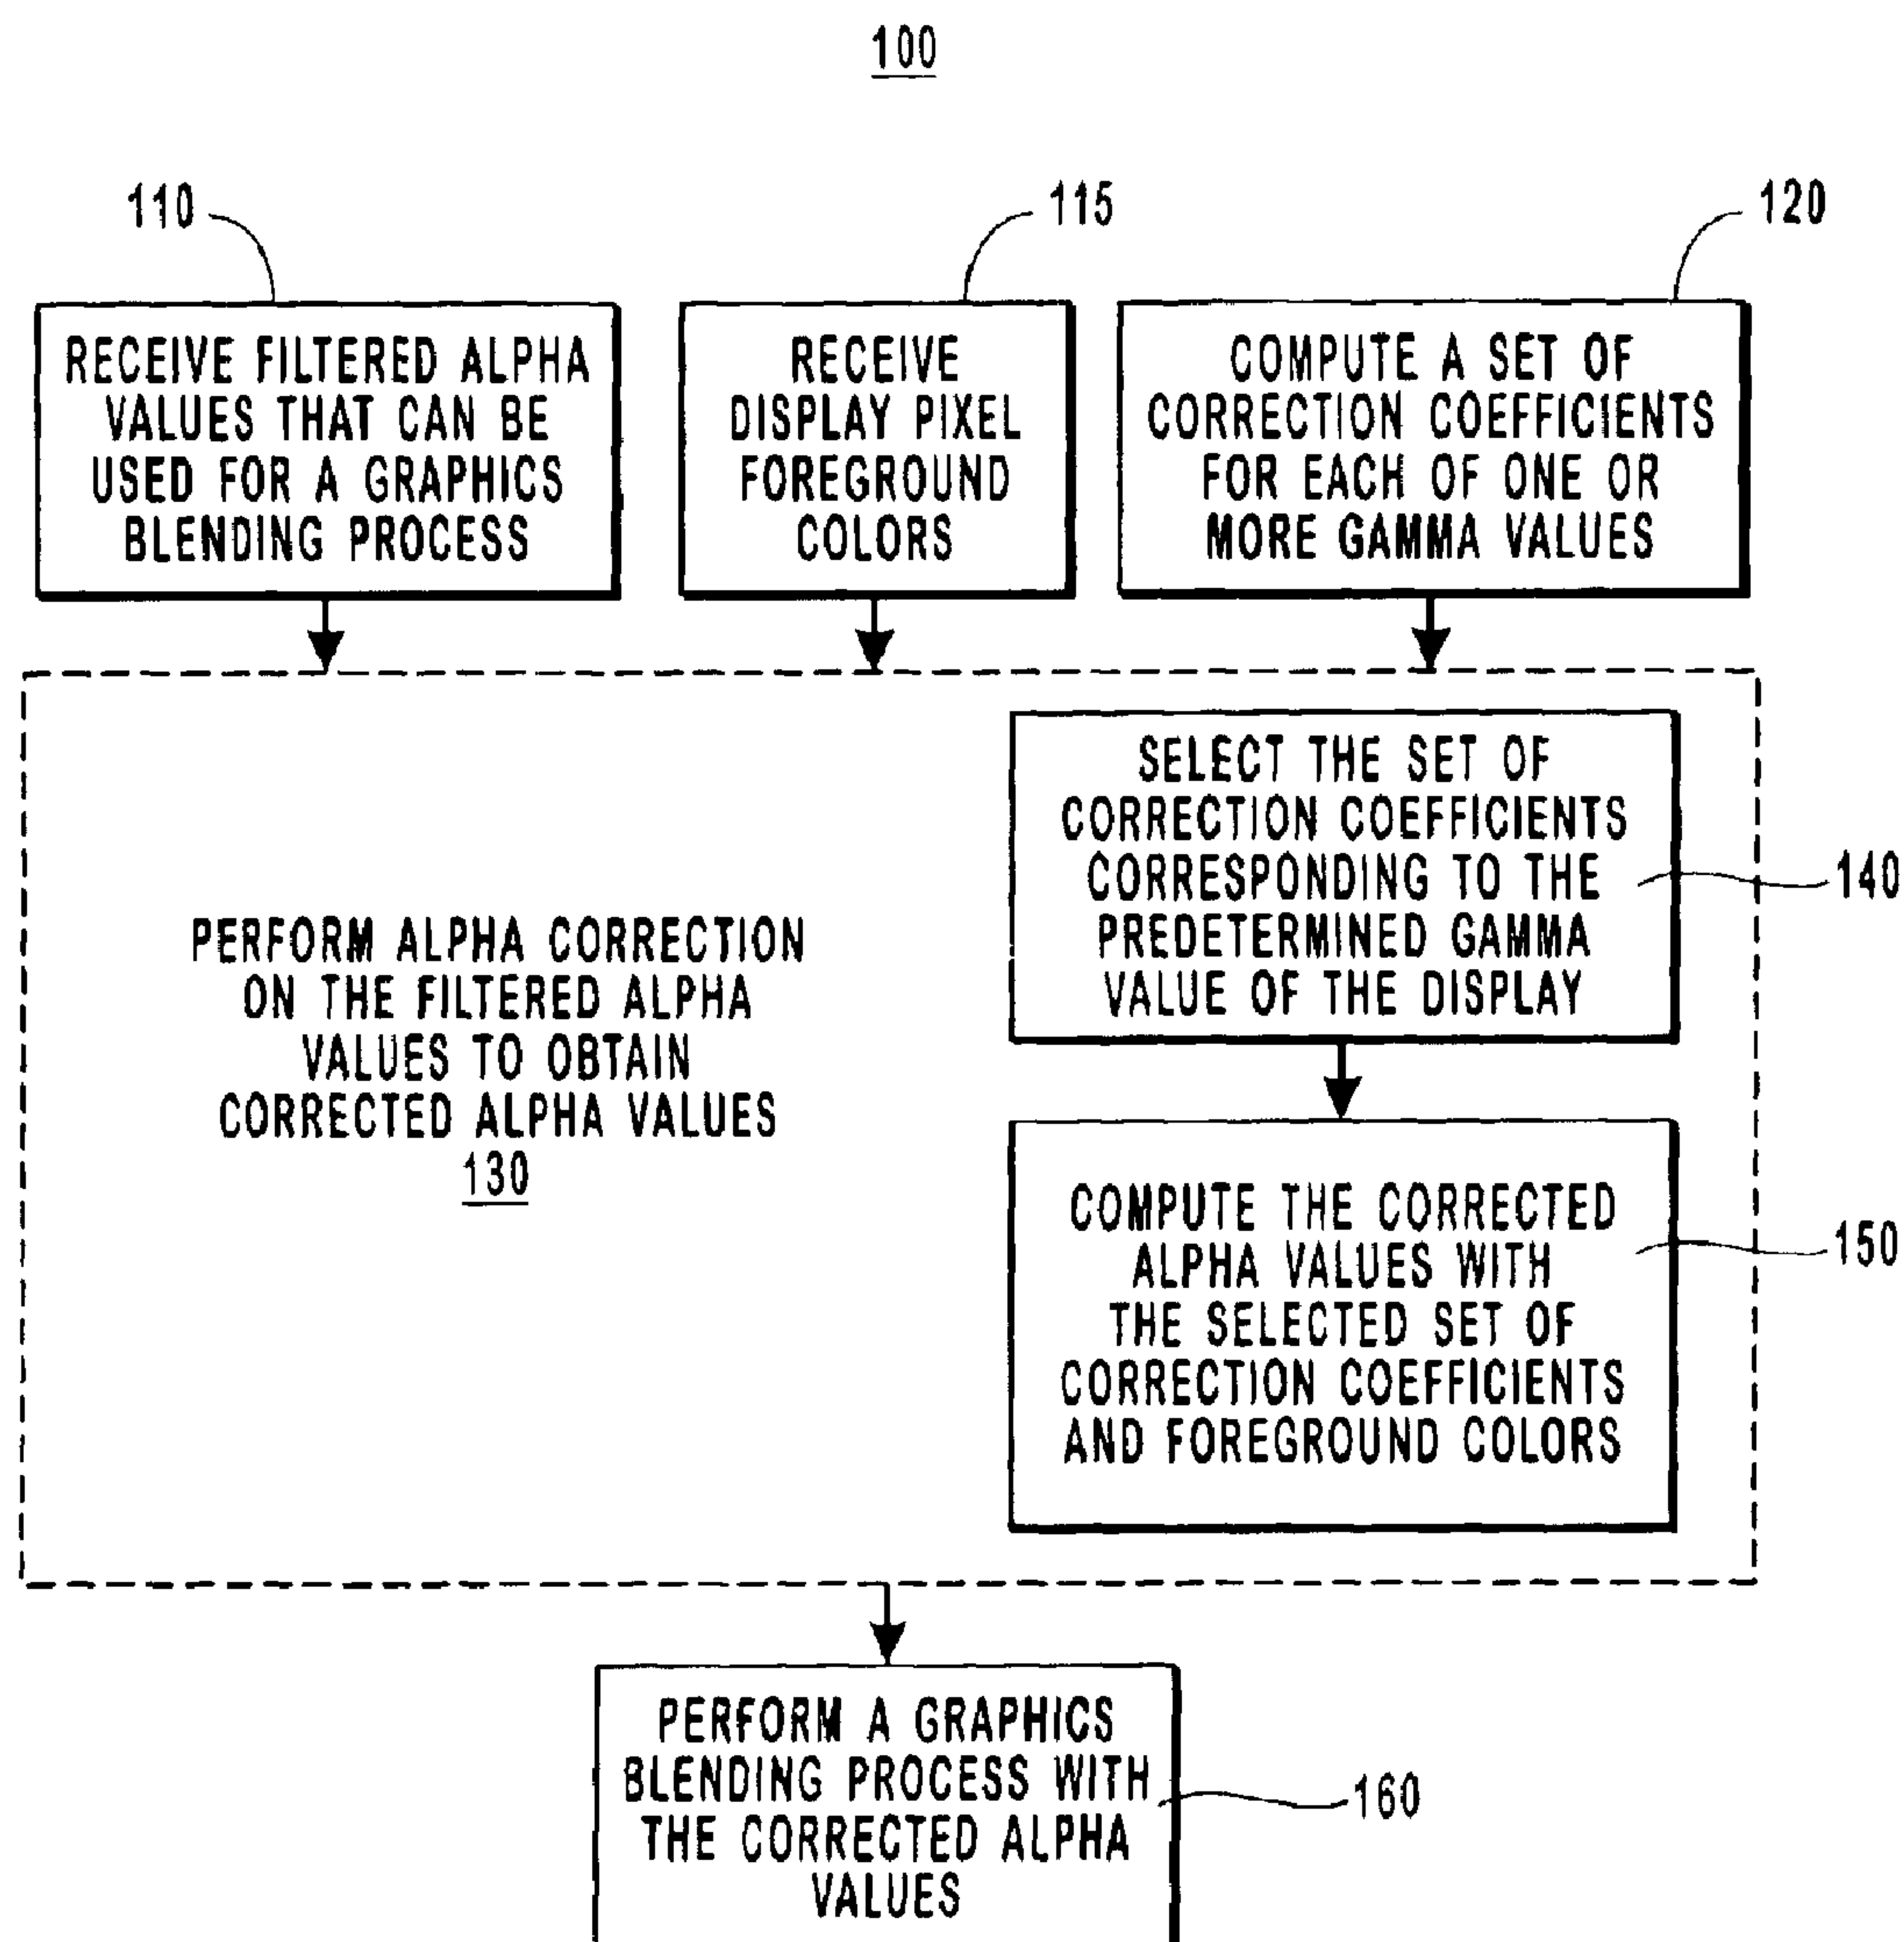 100
110
115
120
RECEIVE FILTERED ALPHA
VALUES THAT CAN BE
USED FOR A GRAPHICS
BLENDING PROCESS
RECEIVE
DISPLAY PIXEL
FOREGROUND
COLORS
COMPUTE A SET OF
CORRECTION COEFFICIENTS
FOR EACH OF ONE OR
MORE GAMMA VALUES
PERFORM ALPHA CORRECTION
ON THE FILTERED ALPHA
VALUES TO OBTAIN
CORRECTED ALPHA VALUES
130
SELECT THE SET OF
CORRECTION COEFFICIENTS
CORRESPONDING TO THE
PREDETERMINED GAMMA
VALUE OF THE DISPLAY
140
COMPUTE THE CORRECTED
ALPHA VALUES WITH
THE SELECTED SET OF
CORRECTION COEFFICIENTS
AND FOREGROUND COLORS
150
PERFORM A GRAPHICS
BLENDING PROCESS WITH
THE CORRECTED ALPHA
VALUES
160